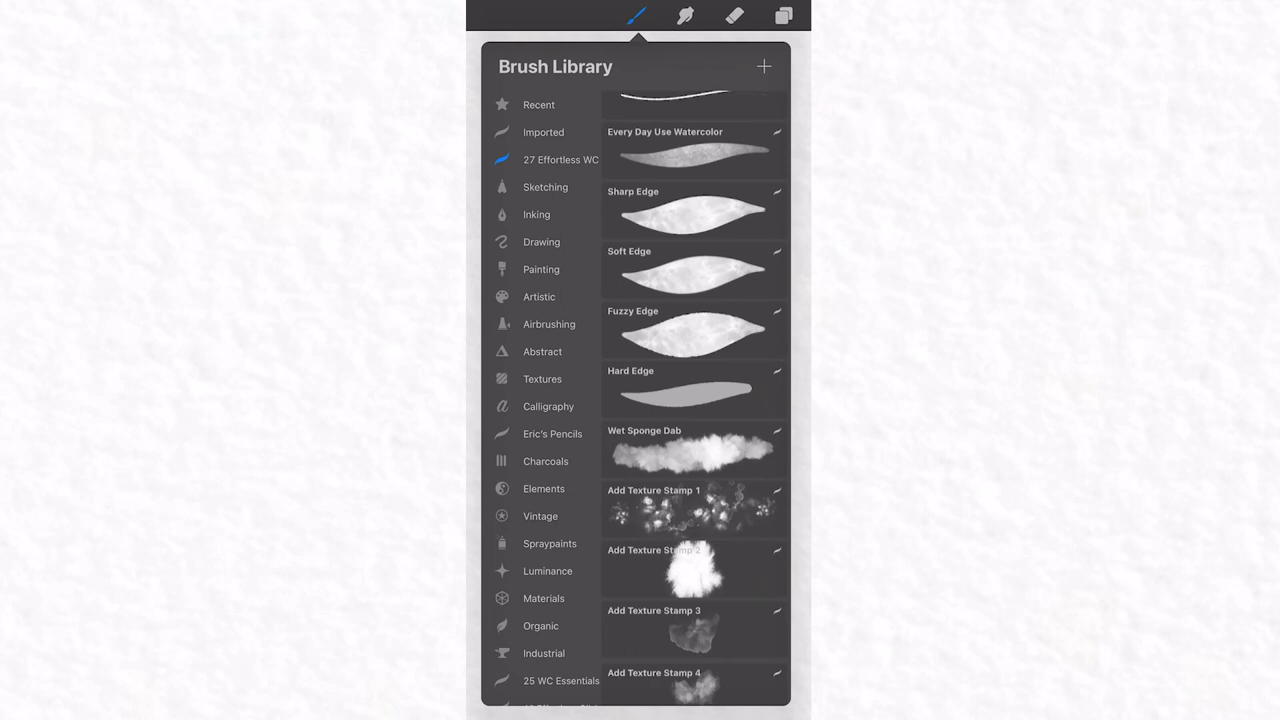 Brush Library
Recent
Imported
27 Effortless WC
Sketching
Inking
Drawing
Painting
Artistic
Airbrushing
Abstract
Textures
Calligraphy
Eric's Pencils
Charcoals
Elements
Vintage
Spraypaints
Luminance
Materials
Organic
Industrial
25 WC Essentials
Every Day Use Watercolor
Sharp Edge
Soft Edge
Fuzzy Edge
Hard Edge
Wet Sponge Dab
Add Texture Stamp 1
Add Texture Stamp 2
Add Texture Stamp 3
Add Texture Stamp 4